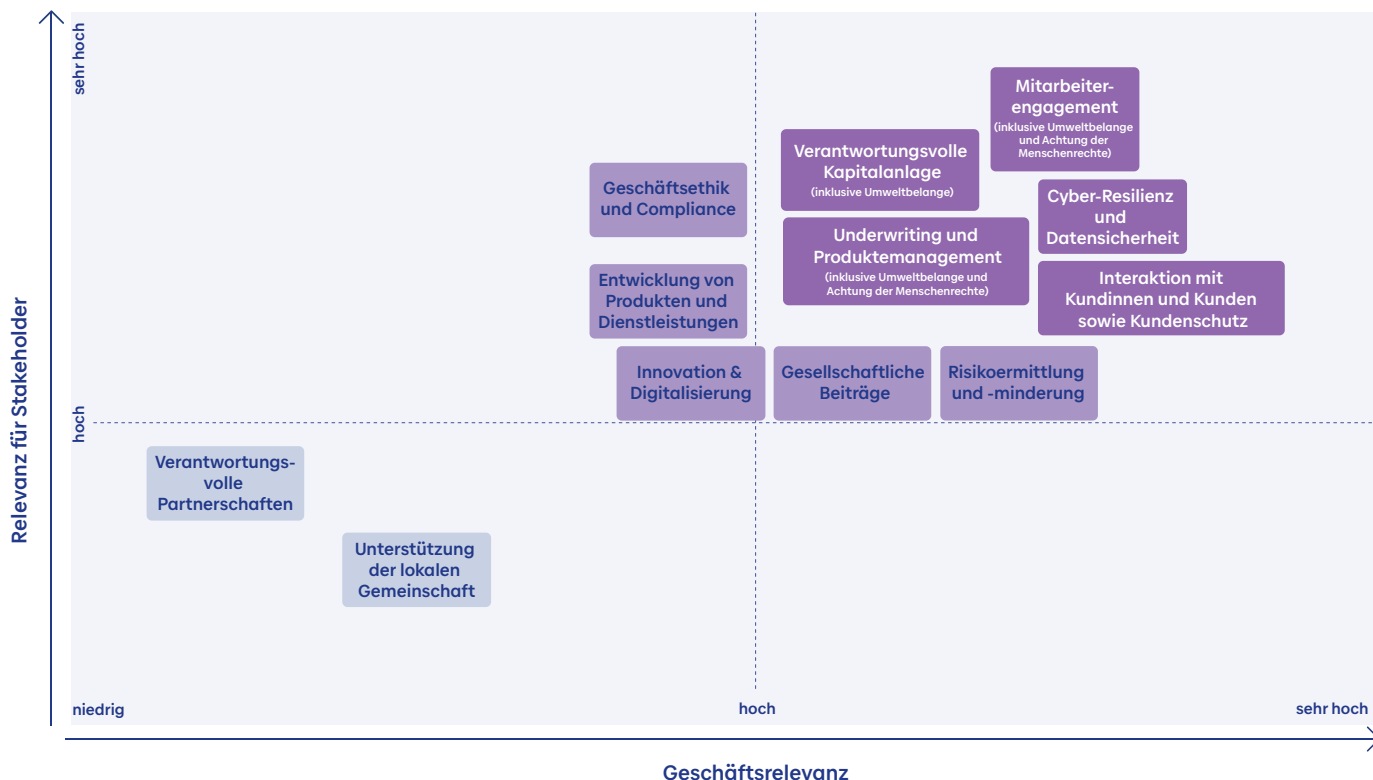 sehr hoch
Mitarbeiter-
engagement
(inklusive Umweltbelange
und Achtung der
Menschenrechte)
Verantwortungsvolle
Kapitalanlage
(inklusive Umweltbelange)
Geschäftsethik
und Compliance
Cyber-Resilienz
und
Datensicherheit
Underwriting und
Produktemanagement
(inklusive Umweltbelange und
Achtung der Menschenrechte)
Entwicklung von
Produkten und
Dienstleistungen
Interaktion mit
Kundinnen und Kunden
sowie Kundenschutz
Innovation &
Digitalisierung
Gesellschaftliche
Beiträge
Risikoermittlung
und -minderung
Relevanz für Stakeholder
hoch
Verantwortungs-
volle
Partnerschaften
Unterstützung
der lokalen
Gemeinschaft
niedrig
hoch
sehr hoch
Geschäftsrelevanz